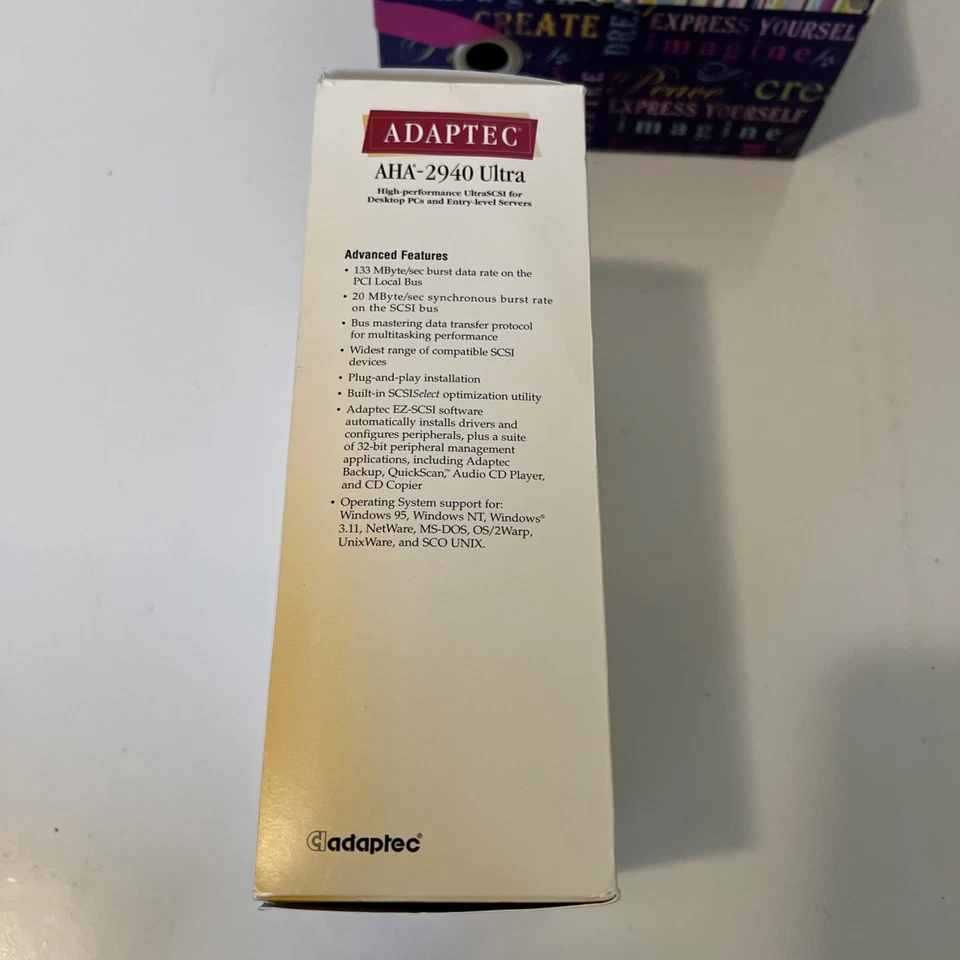 CREATE
DRE
EXPRESS YOURSEL
imagine
Peace
cre
EXPRESS YOURSELF
imagine
ADAPTEC®
AHA®-2940 Ultra
High-performance UltraSCSI for
Desktop PCs and Entry-level Servers
Advanced Features
• 133 MByte/sec burst data rate on the
PCI Local Bus
• 20 MByte/sec synchronous burst rate
on the SCSI bus
• Bus mastering data transfer protocol
for multitasking performance
• Widest range of compatible SCSI
devices
• Plug-and-play installation
• Built-in SCSISelect optimization utility
• Adaptec EZ-SCSI software
automatically installs drivers and
configures peripherals, plus a suite
of 32-bit peripheral management
applications, including Adaptec
Backup, QuickScan,™ Audio CD Player,
and CD Copier
• Operating System support for:
Windows 95, Windows NT, Windows®
3.11, NetWare, MS-DOS, OS/2Warp,
UnixWare, and SCO UNIX.
adaptec®